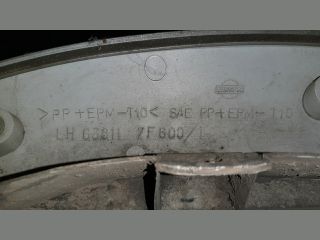 >PP+EPM-T10< SAE PP+EPM-T10
LH 63811 7F600/1